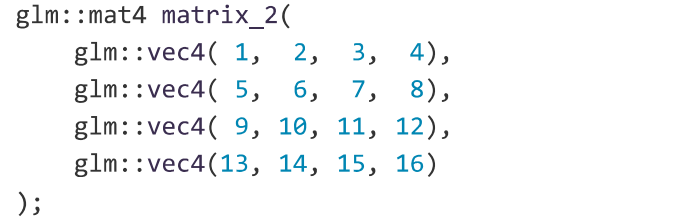 glm::mat4 matrix_2(
    glm::vec4( 1,  2,  3,  4),
    glm::vec4( 5,  6,  7,  8),
    glm::vec4( 9, 10, 11, 12),
    glm::vec4(13, 14, 15, 16)
);